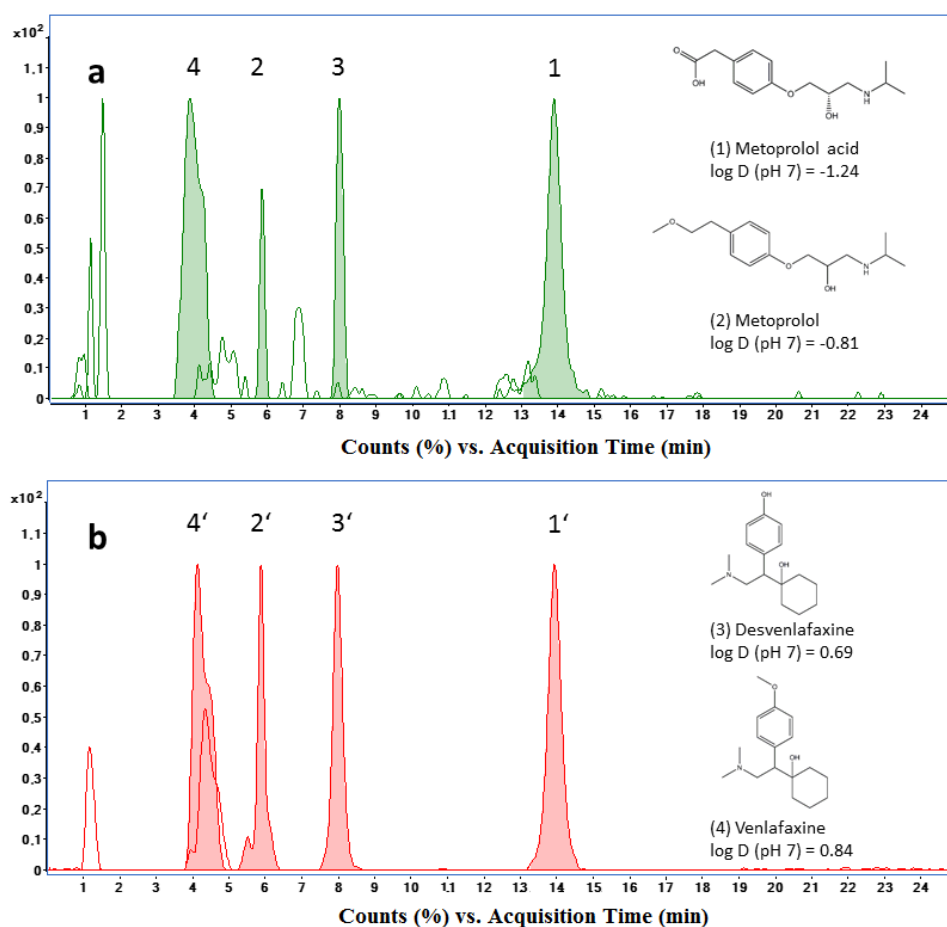 x10²
a
4
2
3
1
1.1
1
0.9
0.8
0.7
0.6
0.5
0.4
0.3
0.2
0.1
0
1 2 3 4 5 6 7 8 9 10 11 12 13 14 15 16 17 18 19 20 21 22 23 24
Counts (%) vs. Acquisition Time (min)
O
OH
O
OH
N
H
(1) Metoprolol acid
log D (pH 7) = -1.24
O
O
OH
N
H
(2) Metoprolol
log D (pH 7) = -0.81
x10²
b
4‘
2‘
3‘
1‘
1.1
1
0.9
0.8
0.7
0.6
0.5
0.4
0.3
0.2
0.1
0
1 2 3 4 5 6 7 8 9 10 11 12 13 14 15 16 17 18 19 20 21 22 23 24
Counts (%) vs. Acquisition Time (min)
OH
OH
N
(3) Desvenlafaxine
log D (pH 7) = 0.69
O
OH
N
(4) Venlafaxine
log D (pH 7) = 0.84